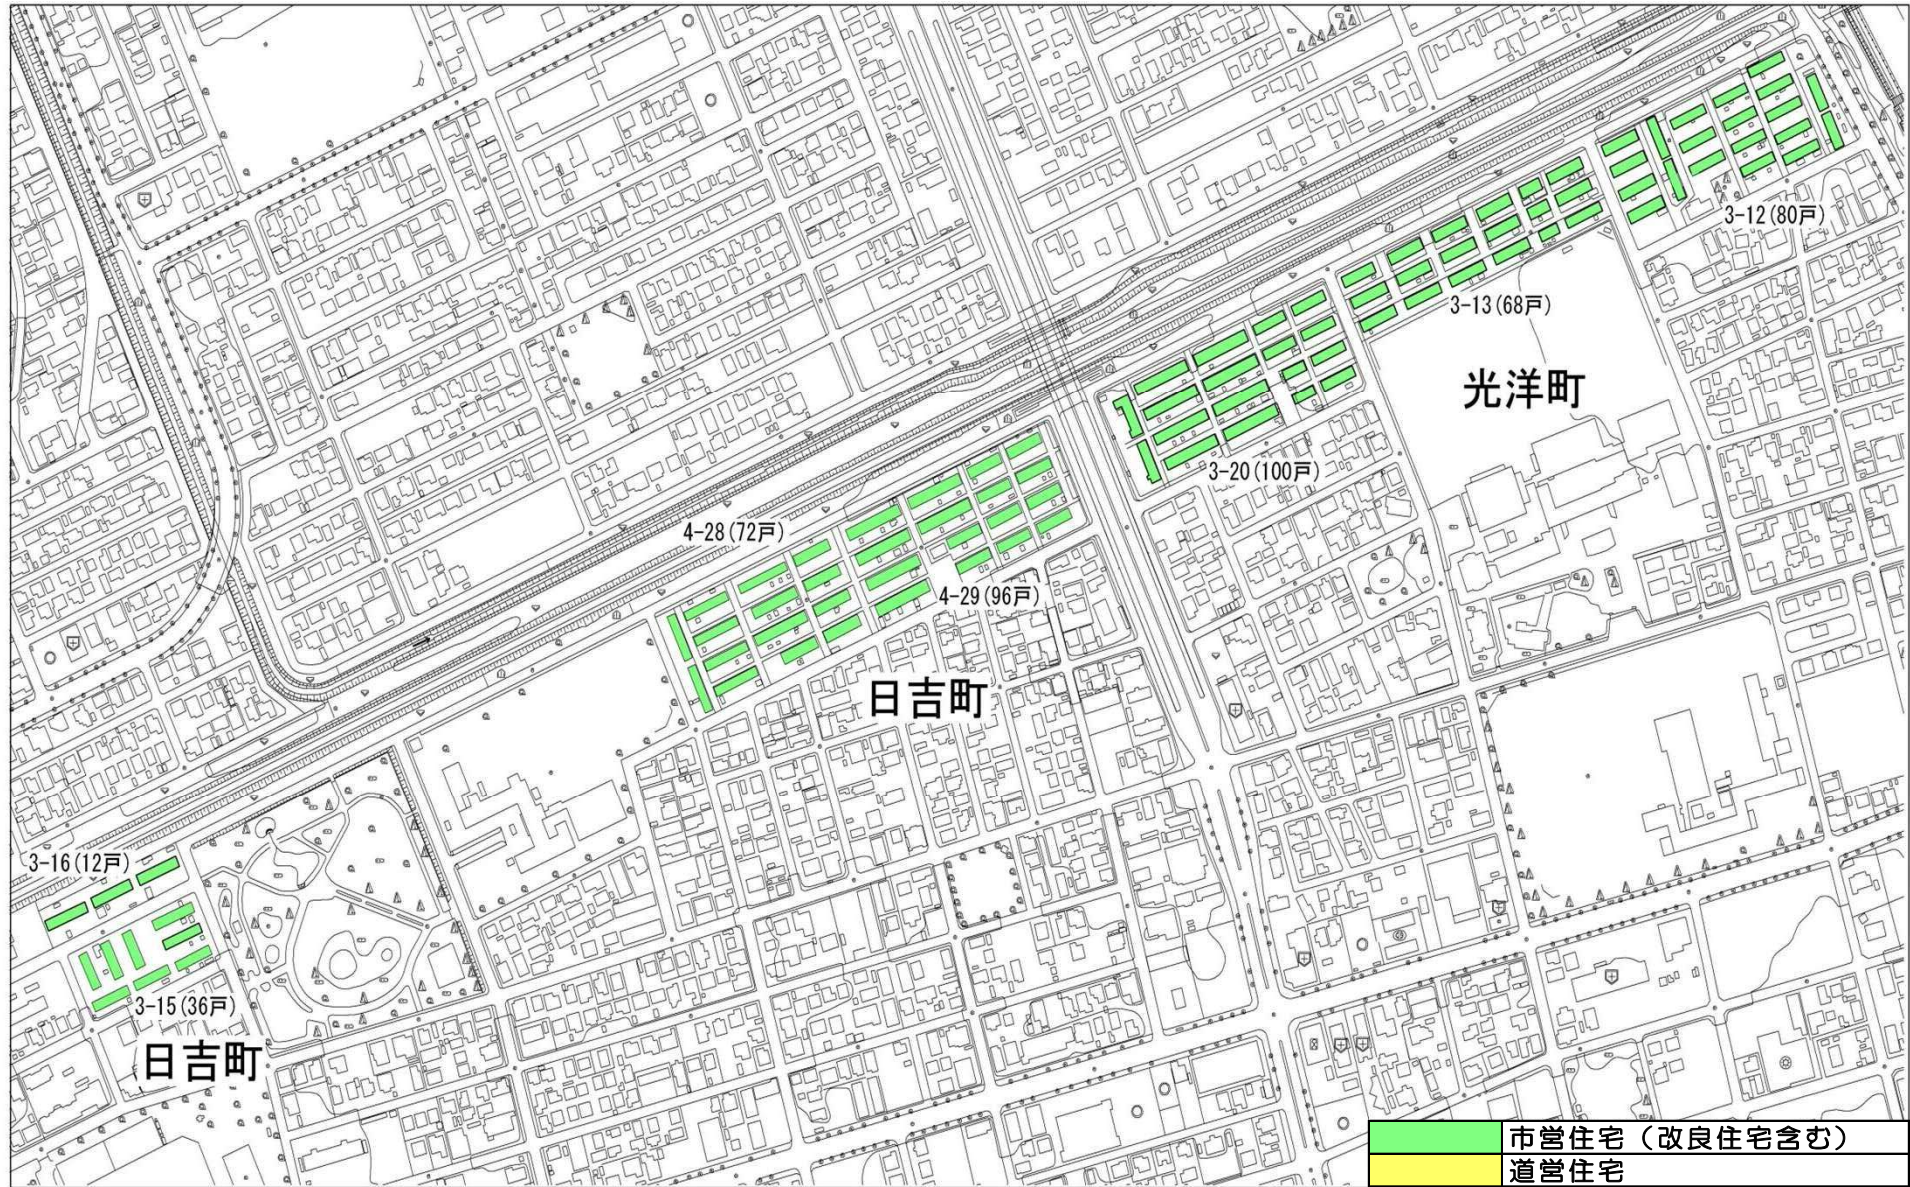 3-12(80戸)
3-13(68戸)
光洋町
3-20(100戸)
4-28(72戸)
4-29(96戸)
日吉町
3-16(12戸)
3-15(36戸)
日吉町
市営住宅（改良住宅含む）
道営住宅